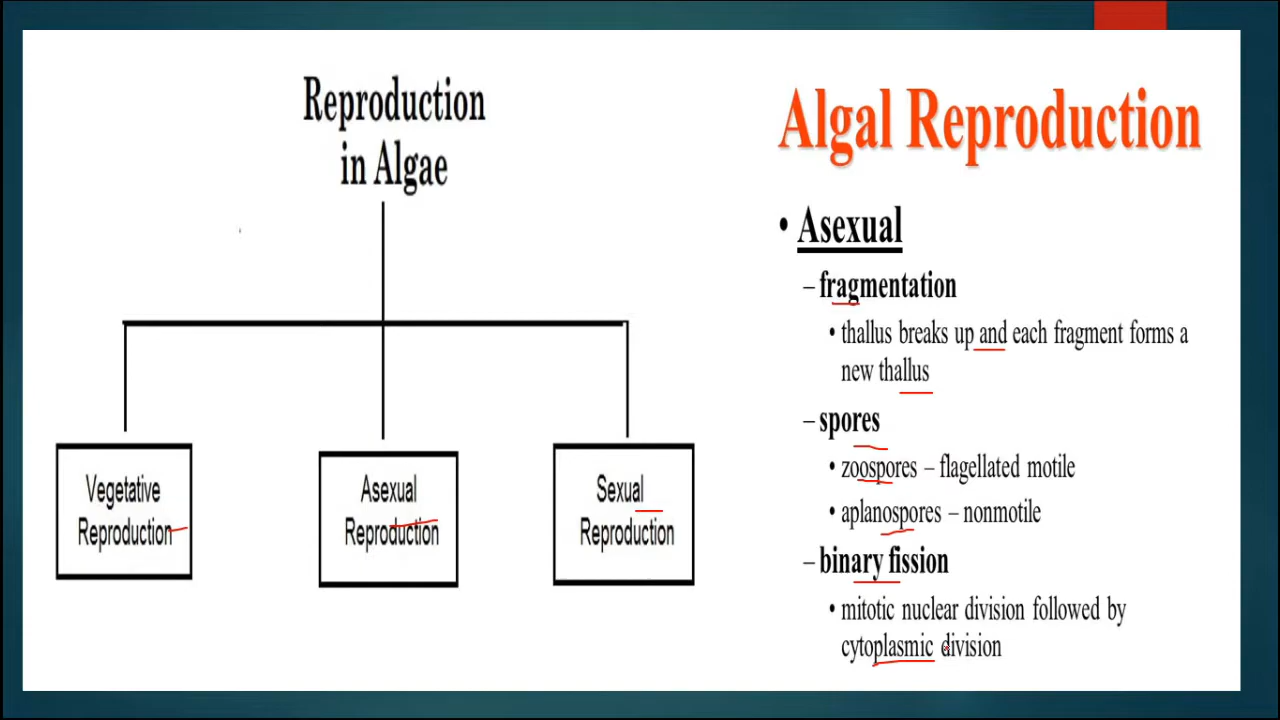 Reproduction
in Algae
Vegetative
Reproduction
Asexual
Reproduction
Sexual
Reproduction
Algal Reproduction
• Asexual
– fragmentation
• thallus breaks up and each fragment forms a
new thallus
– spores
• zoospores – flagellated motile
• aplanospores – nonmotile
– binary fission
• mitotic nuclear division followed by
cytoplasmic division